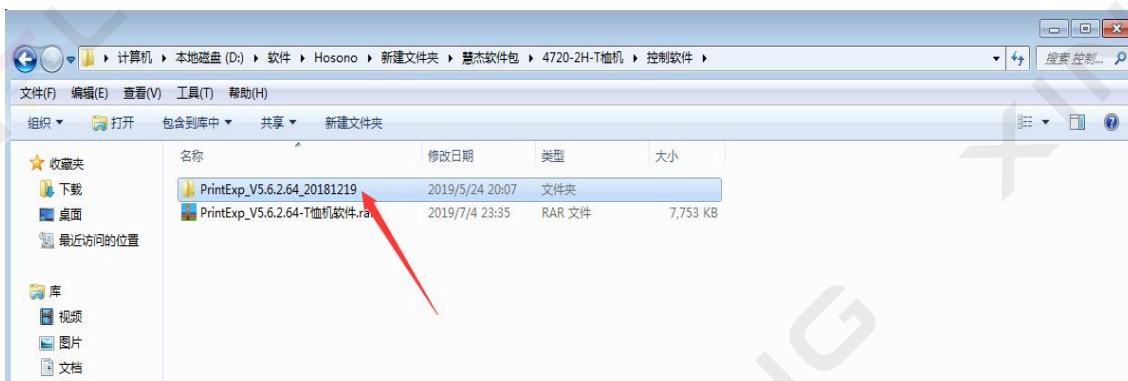 计算机 ▸ 本地磁盘 (D:) ▸ 软件 ▸ Hosono ▸ 新建文件夹 ▸ 慧杰软件包 ▸ 4720-2H-T恤机 ▸ 控制软件 ▸ 搜索 控制...
文件(F) 编辑(E) 查看(V) 工具(T) 帮助(H)
组织 打开 包含到库中 共享 新建文件夹
收藏夹 名称 修改日期 类型 大小
下载 PrintExp_V5.6.2.64_20181219 2019/5/24 20:07 文件夹
桌面 PrintExp_V5.6.2.64-T恤机软件.ra 2019/7/4 23:35 RAR 文件 7,753 KB
最近访问的位置
库
视频
图片
文档
XINFL
XING